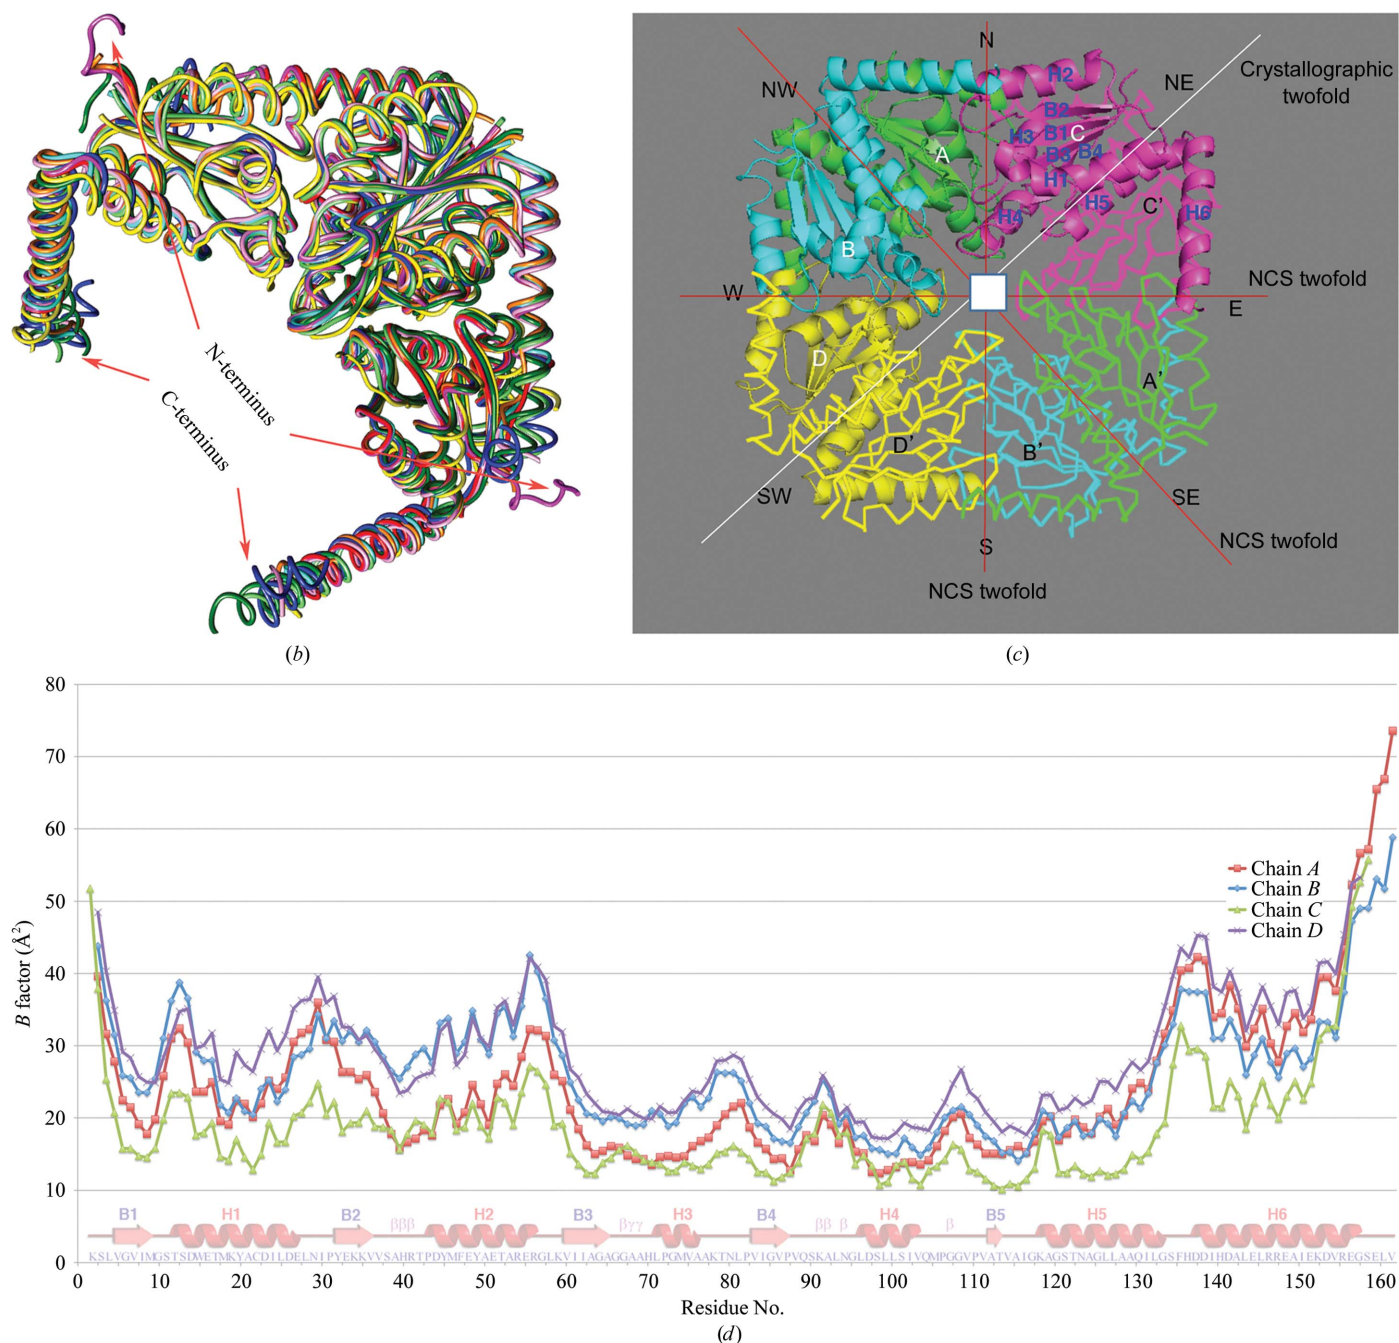 N-terminus
C-terminus
(b)
N
NW
NE
Crystallographic
twofold
H2
B2
B1
C
H3
B3
B4
H1
H4
H5
C’
H6
A
B
W
NCS twofold
E
D
A’
D’
B’
SW
SE
NCS twofold
S
NCS twofold
(c)
80
70
60
50
40
30
20
10
0
B factor (Å²)
Chain A
Chain B
Chain C
Chain D
B1 H1 B2 βββ H2 B3 βγγ H3 B4 ββ β H4 β B5 H5 H6
KSLVGVIMGSTSDWETMKYACDILDELNIPYEKKVVSAHRTPDYMFEYAETARERGLKVIIAGAGGAAHLPGMVAAKTNLPVIGVPVQSKALNGLDSLLSIVQMPGGVPVATVAIGKAGSTNAGLLAAQILGSFHDDIHDALELRREAIEKDVREGSELV
0 10 20 30 40 50 60 70 80 90 100 110 120 130 140 150 160
Residue No.
(d)